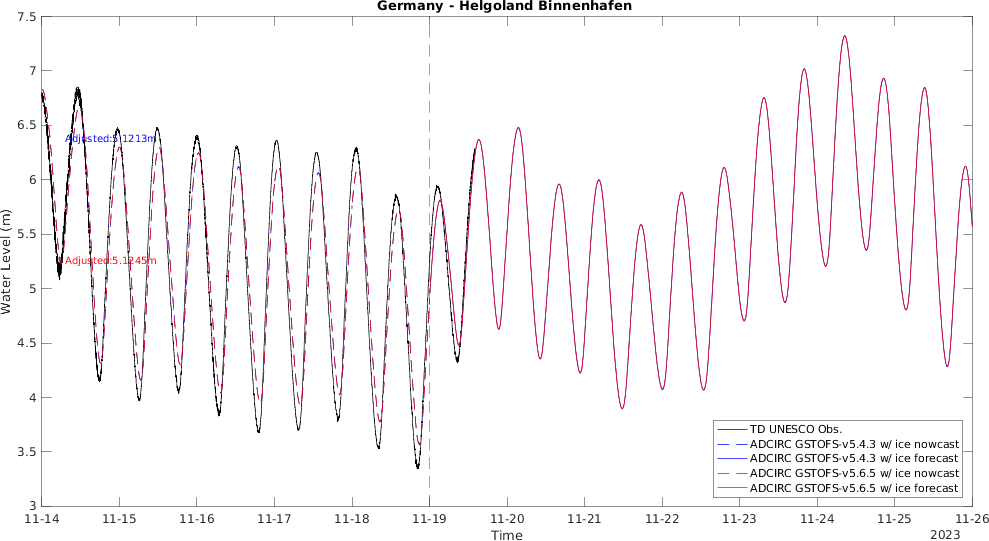 Germany - Helgoland Binnenhafen
7.5
7
6.5
6
5.5
5
4.5
4
3.5
3
Water Level (m)
Adjusted:5.1213m
Adjusted:5.1245m
TD UNESCO Obs.
ADCIRC GSTOFS-v5.4.3 w/ ice nowcast
ADCIRC GSTOFS-v5.4.3 w/ ice forecast
ADCIRC GSTOFS-v5.6.5 w/ ice nowcast
ADCIRC GSTOFS-v5.6.5 w/ ice forecast
11-14 11-15 11-16 11-17 11-18 11-19 11-20 11-21 11-22 11-23 11-24 11-25 11-26
Time
2023